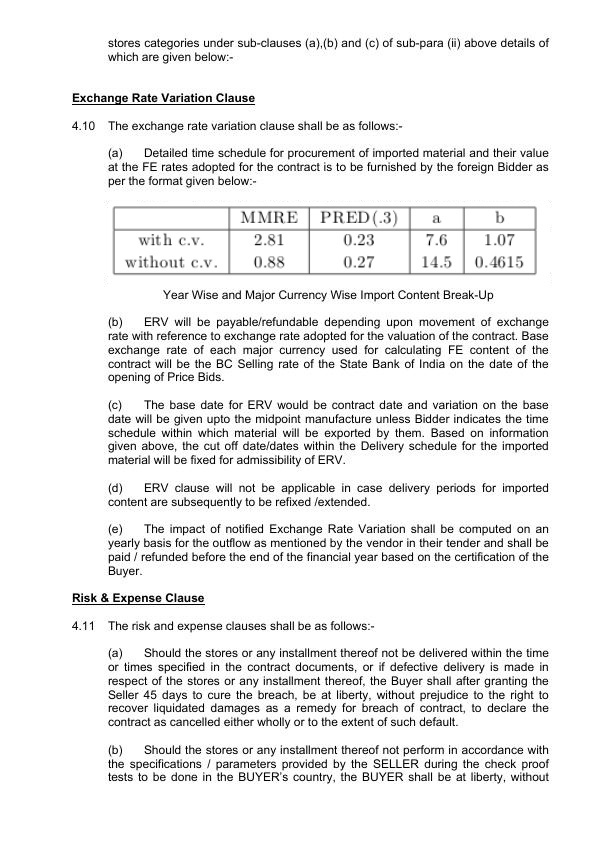 stores categories under sub-clauses (a),(b) and (c) of sub-para (ii) above details of
which are given below:-
Exchange Rate Variation Clause
4.10 The exchange rate variation clause shall be as follows:-
(a) Detailed time schedule for procurement of imported material and their value
at the FE rates adopted for the contract is to be furnished by the foreign Bidder as
per the format given below:-
MMRE PRED(.3) a b
with c.v. 2.81 0.23 7.6 1.07
without c.v. 0.88 0.27 14.5 0.4615
Year Wise and Major Currency Wise Import Content Break-Up
(b) ERV will be payable/refundable depending upon movement of exchange
rate with reference to exchange rate adopted for the valuation of the contract. Base
exchange rate of each major currency used for calculating FE content of the
contract will be the BC Selling rate of the State Bank of India on the date of the
opening of Price Bids.
(c) The base date for ERV would be contract date and variation on the base
date will be given upto the midpoint manufacture unless Bidder indicates the time
schedule within which material will be exported by them. Based on information
given above, the cut off date/dates within the Delivery schedule for the imported
material will be fixed for admissibility of ERV.
(d) ERV clause will not be applicable in case delivery periods for imported
content are subsequently to be refixed /extended.
(e) The impact of notified Exchange Rate Variation shall be computed on an
yearly basis for the outflow as mentioned by the vendor in their tender and shall be
paid / refunded before the end of the financial year based on the certification of the
Buyer.
Risk & Expense Clause
4.11 The risk and expense clauses shall be as follows:-
(a) Should the stores or any installment thereof not be delivered within the time
or times specified in the contract documents, or if defective delivery is made in
respect of the stores or any installment thereof, the Buyer shall after granting the
Seller 45 days to cure the breach, be at liberty, without prejudice to the right to
recover liquidated damages as a remedy for breach of contract, to declare the
contract as cancelled either wholly or to the extent of such default.
(b) Should the stores or any installment thereof not perform in accordance with
the specifications / parameters provided by the SELLER during the check proof
tests to be done in the BUYER's country, the BUYER shall be at liberty, without